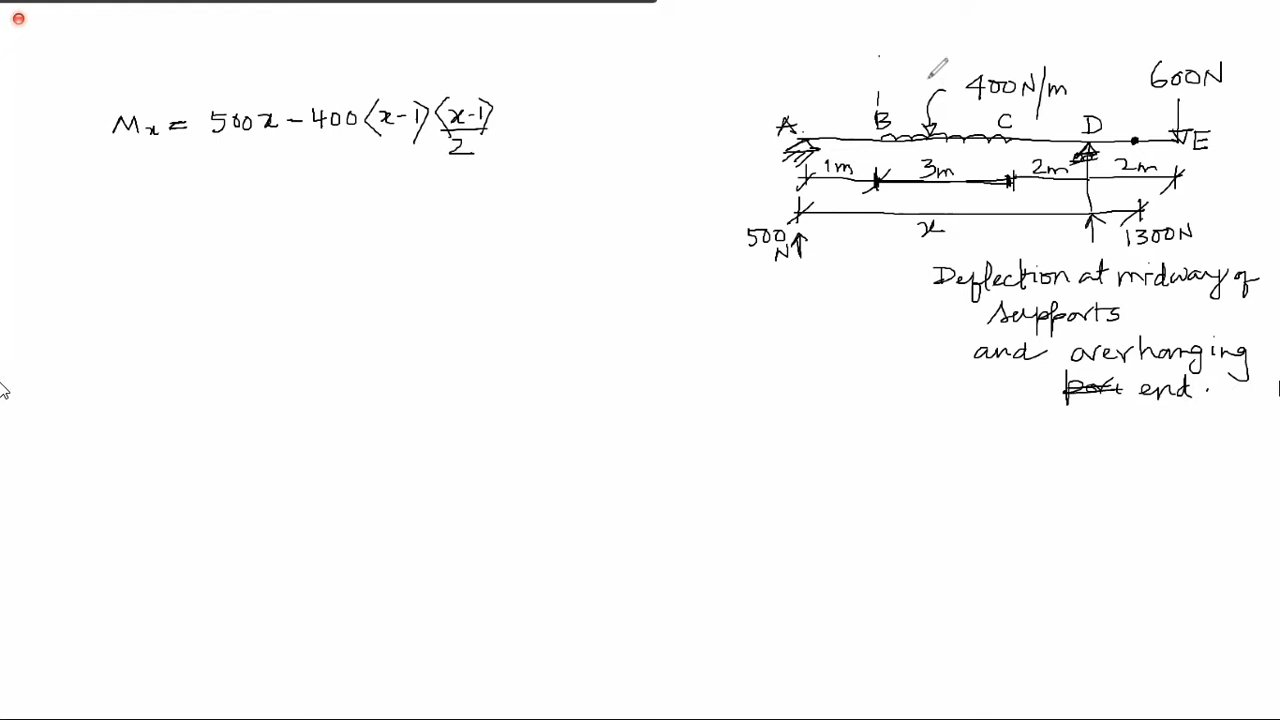 Mx = 500x - 400⟨x-1⟩ ⟨x-1⟩/2
400N/m
600N
A B C D E
1m 3m 2m 2m
x
500 N 1300N
Deflection at midway of
supports
and overhanging
end.